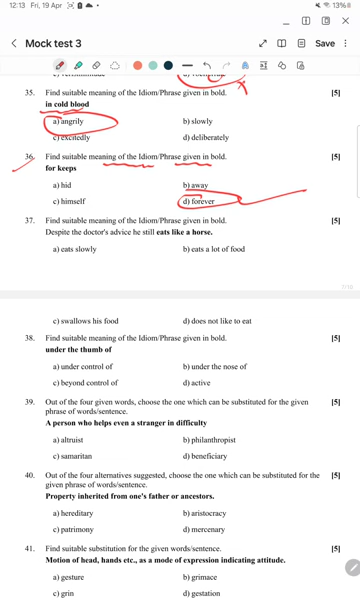 12:13 Fri, 19 Apr
13%
Mock test 3
Save
35. Find suitable meaning of the Idiom/Phrase given in bold. [5]
in cold blood
a) angrily b) slowly
c) excitedly d) deliberately
36. Find suitable meaning of the Idiom/Phrase given in bold. [5]
for keeps
a) hid b) away
c) himself d) forever
37. Find suitable meaning of the Idiom/Phrase given in bold. [5]
Despite the doctor's advice he still eats like a horse.
a) eats slowly b) eats a lot of food
c) swallows his food d) does not like to eat
38. Find suitable meaning of the Idiom/Phrase given in bold. [5]
under the thumb of
a) under control of b) under the nose of
c) beyond control of d) active
39. Out of the four given words, choose the one which can be substituted for the given [5]
phrase of words/sentence.
A person who helps even a stranger in difficulty
a) altruist b) philanthropist
c) samaritan d) beneficiary
40. Out of the four alternatives suggested, choose the one which can be substituted for the [5]
given phrase of words/sentence.
Property inherited from one's father or ancestors.
a) hereditary b) aristocracy
c) patrimony d) mercenary
41. Find suitable substitution for the given words/sentence. [5]
Motion of head, hands etc., as a mode of expression indicating attitude.
a) gesture b) grimace
c) grin d) gestation